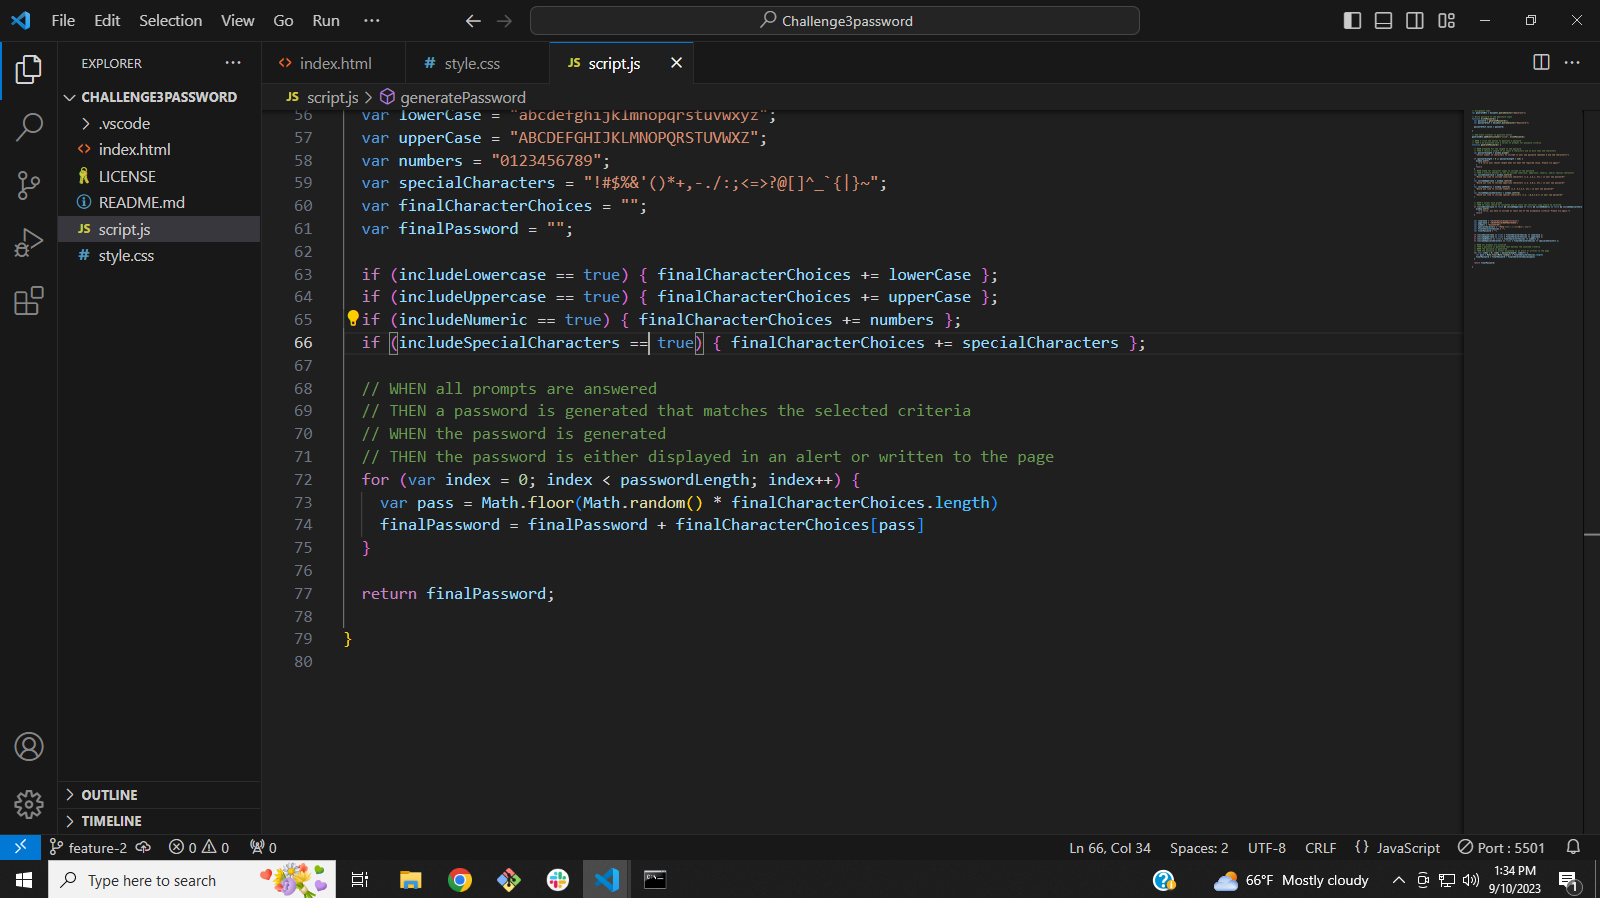 File Edit Selection View Go Run ··· Challenge3password
EXPLORER ··· index.html style.css JS script.js
JS script.js > generatePassword
CHALLENGE3PASSWORD
.vscode
index.html
LICENSE
README.md
JS script.js
# style.css
OUTLINE
TIMELINE
56 var lowerCase = "abcdefghijklmnopqrstuvwxyz";
57 var upperCase = "ABCDEFGHIJKLMNOPQRSTUVWXZ";
58 var numbers = "0123456789";
59 var specialCharacters = "!#$%&'()*+,-./:;<=>?@[]^_`{|}~";
60 var finalCharacterChoices = "";
61 var finalPassword = "";
62
63 if (includeLowercase == true) { finalCharacterChoices += lowerCase };
64 if (includeUppercase == true) { finalCharacterChoices += upperCase };
65 if (includeNumeric == true) { finalCharacterChoices += numbers };
66 if (includeSpecialCharacters == true) { finalCharacterChoices += specialCharacters };
67
68 // WHEN all prompts are answered
69 // THEN a password is generated that matches the selected criteria
70 // WHEN the password is generated
71 // THEN the password is either displayed in an alert or written to the page
72 for (var index = 0; index < passwordLength; index++) {
73 var pass = Math.floor(Math.random() * finalCharacterChoices.length)
74 finalPassword = finalPassword + finalCharacterChoices[pass]
75 }
76
77 return finalPassword;
78
79 }
80
feature-2 0 0 0 Ln 66, Col 34 Spaces: 2 UTF-8 CRLF {} JavaScript Port : 5501
Type here to search 66°F Mostly cloudy 1:34 PM
9/10/2023 1